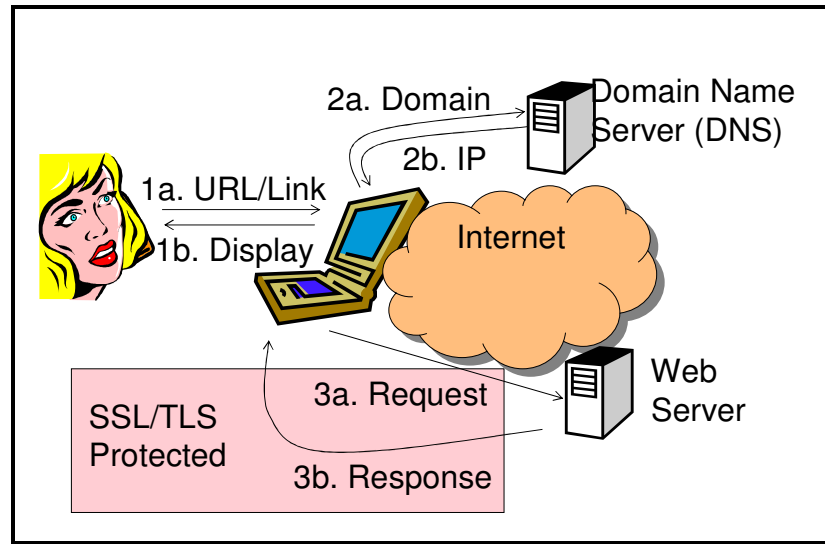 2a. Domain
Domain Name
Server (DNS)
2b. IP
1a. URL/Link
1b. Display
Internet
3a. Request
Web
Server
SSL/TLS
Protected
3b. Response